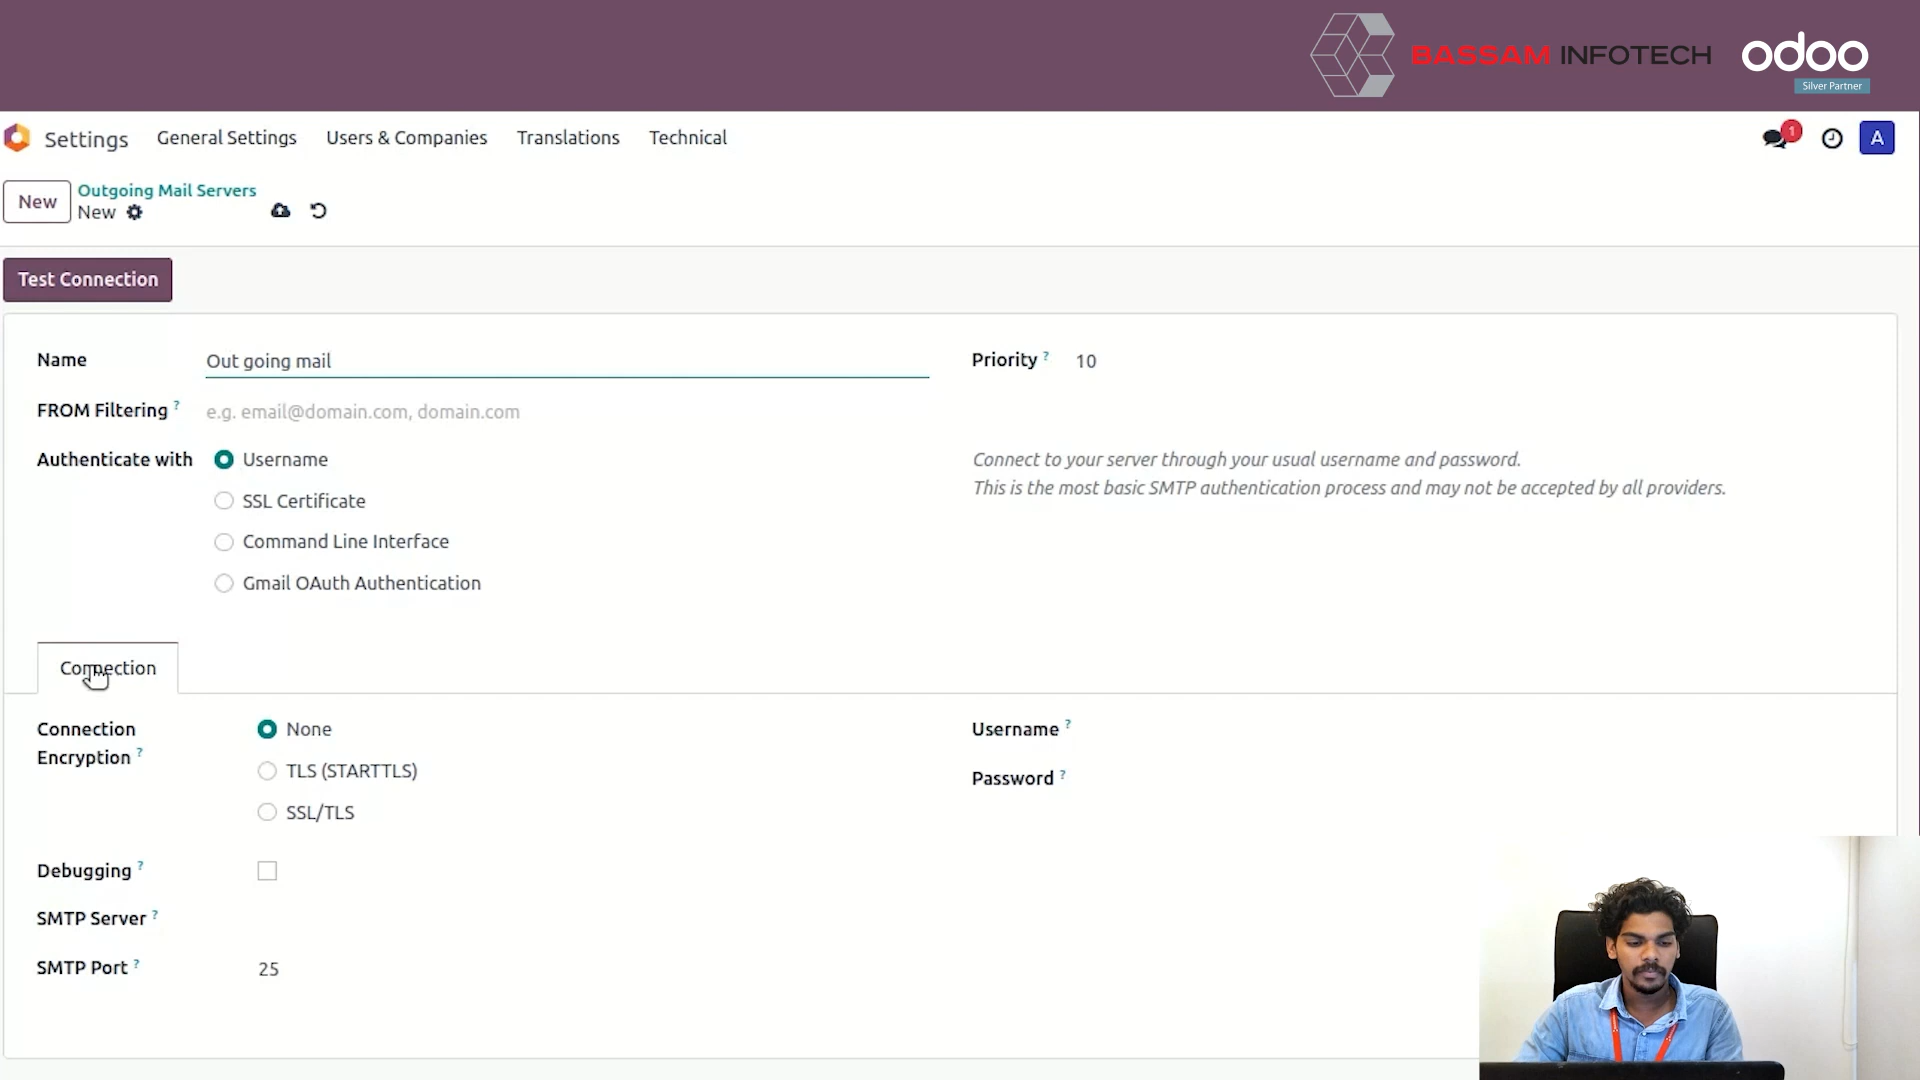 BASSAM INFOTECH
odoo
Silver Partner
Settings General Settings Users & Companies Translations Technical
1
A
New
Outgoing Mail Servers
New
Test Connection
Name Out going mail
Priority ? 10
FROM Filtering ? e.g. email@domain.com, domain.com
Authenticate with Username
SSL Certificate
Command Line Interface
Gmail OAuth Authentication
Connect to your server through your usual username and password.
This is the most basic SMTP authentication process and may not be accepted by all providers.
Connection
Connection
Encryption ?
None
TLS (STARTTLS)
SSL/TLS
Username ?
Password ?
Debugging ?
SMTP Server ?
SMTP Port ? 25